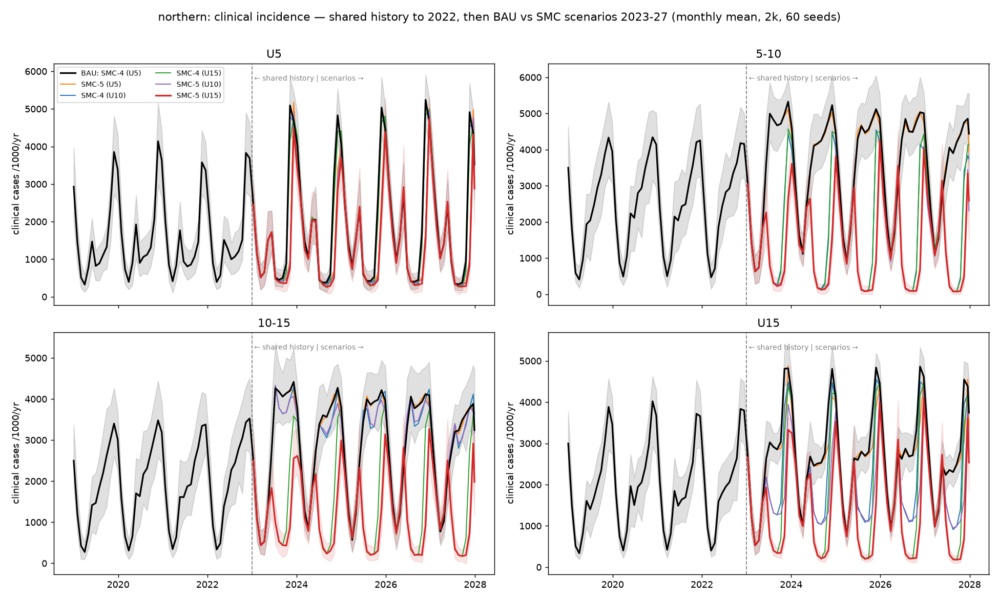 northern: clinical incidence — shared history to 2022, then BAU vs SMC scenarios 2023-27 (monthly mean, 2k, 60 seeds)
U5
6000
5000
4000
3000
2000
1000
0
clinical cases /1000/yr
BAU: SMC-4 (U5)
SMC-5 (U5)
SMC-4 (U10)
SMC-4 (U15)
SMC-5 (U10)
SMC-5 (U15)
← shared history | scenarios →
5-10
6000
5000
4000
3000
2000
1000
0
clinical cases /1000/yr
← shared history | scenarios →
10-15
5000
4000
3000
2000
1000
0
clinical cases /1000/yr
← shared history | scenarios →
2020
2022
2024
2026
2028
U15
5000
4000
3000
2000
1000
0
clinical cases /1000/yr
← shared history | scenarios →
2020
2022
2024
2026
2028